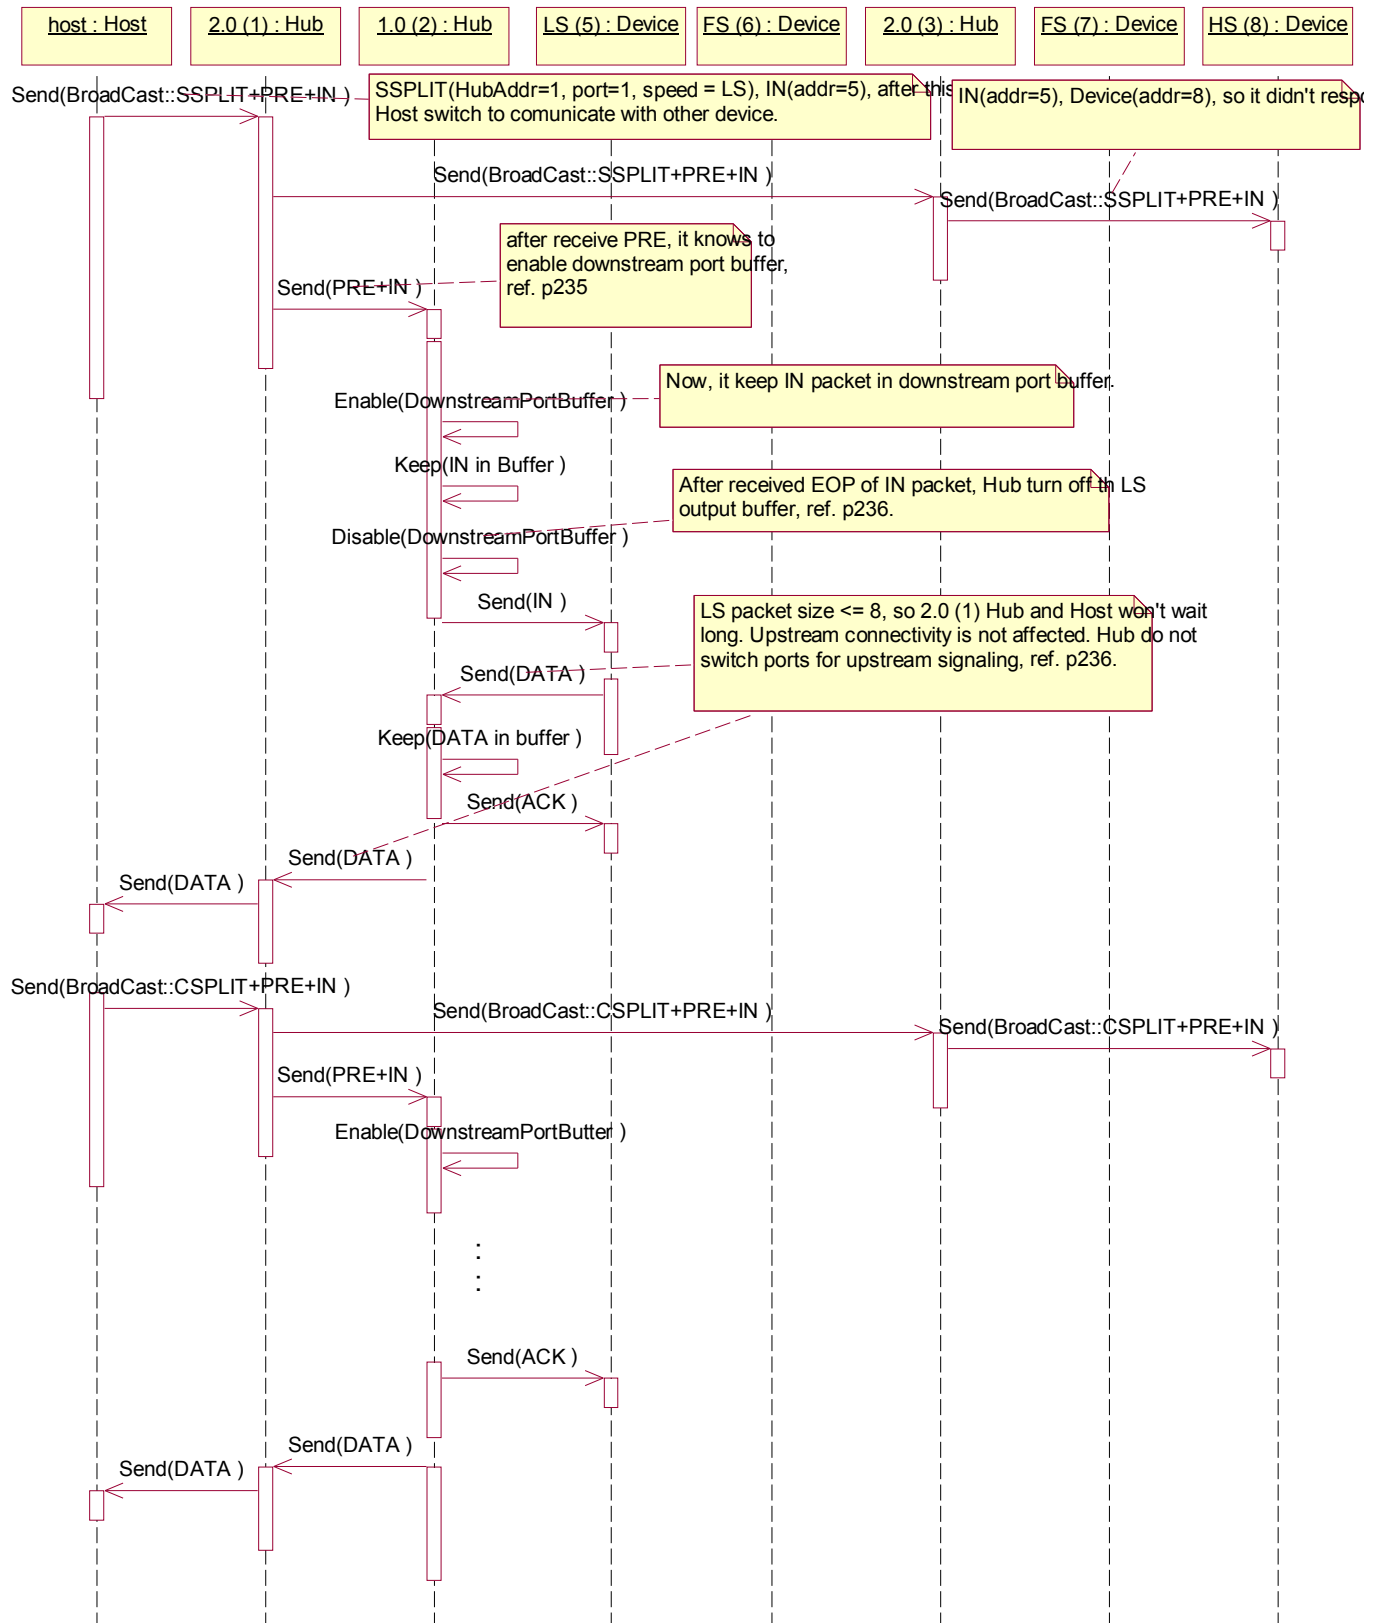 host : Host
2.0 (1) : Hub
1.0 (2) : Hub
LS (5) : Device
FS (6) : Device
2.0 (3) : Hub
FS (7) : Device
HS (8) : Device
Send(BroadCast::SSPLIT+PRE+IN )
SSPLIT(HubAddr=1, port=1, speed = LS), IN(addr=5), after this
Host switch to comunicate with other device.
IN(addr=5), Device(addr=8), so it didn't respo
Send(BroadCast::SSPLIT+PRE+IN )
Send(BroadCast::SSPLIT+PRE+IN )
after receive PRE, it knows to
enable downstream port buffer,
ref. p235
Send(PRE+IN )
Now, it keep IN packet in downstream port buffer.
Enable(DownstreamPortBuffer )
Keep(IN in Buffer )
After received EOP of IN packet, Hub turn off th LS
output buffer, ref. p236.
Disable(DownstreamPortBuffer )
Send(IN )
LS packet size <= 8, so 2.0 (1) Hub and Host won't wait
long. Upstream connectivity is not affected. Hub do not
switch ports for upstream signaling, ref. p236.
Send(DATA )
Keep(DATA in buffer )
Send(ACK )
Send(DATA )
Send(DATA )
Send(BroadCast::CSPLIT+PRE+IN )
Send(BroadCast::CSPLIT+PRE+IN )
Send(BroadCast::CSPLIT+PRE+IN )
Send(PRE+IN )
Enable(DownstreamPortButter )
:
:
Send(ACK )
Send(DATA )
Send(DATA )